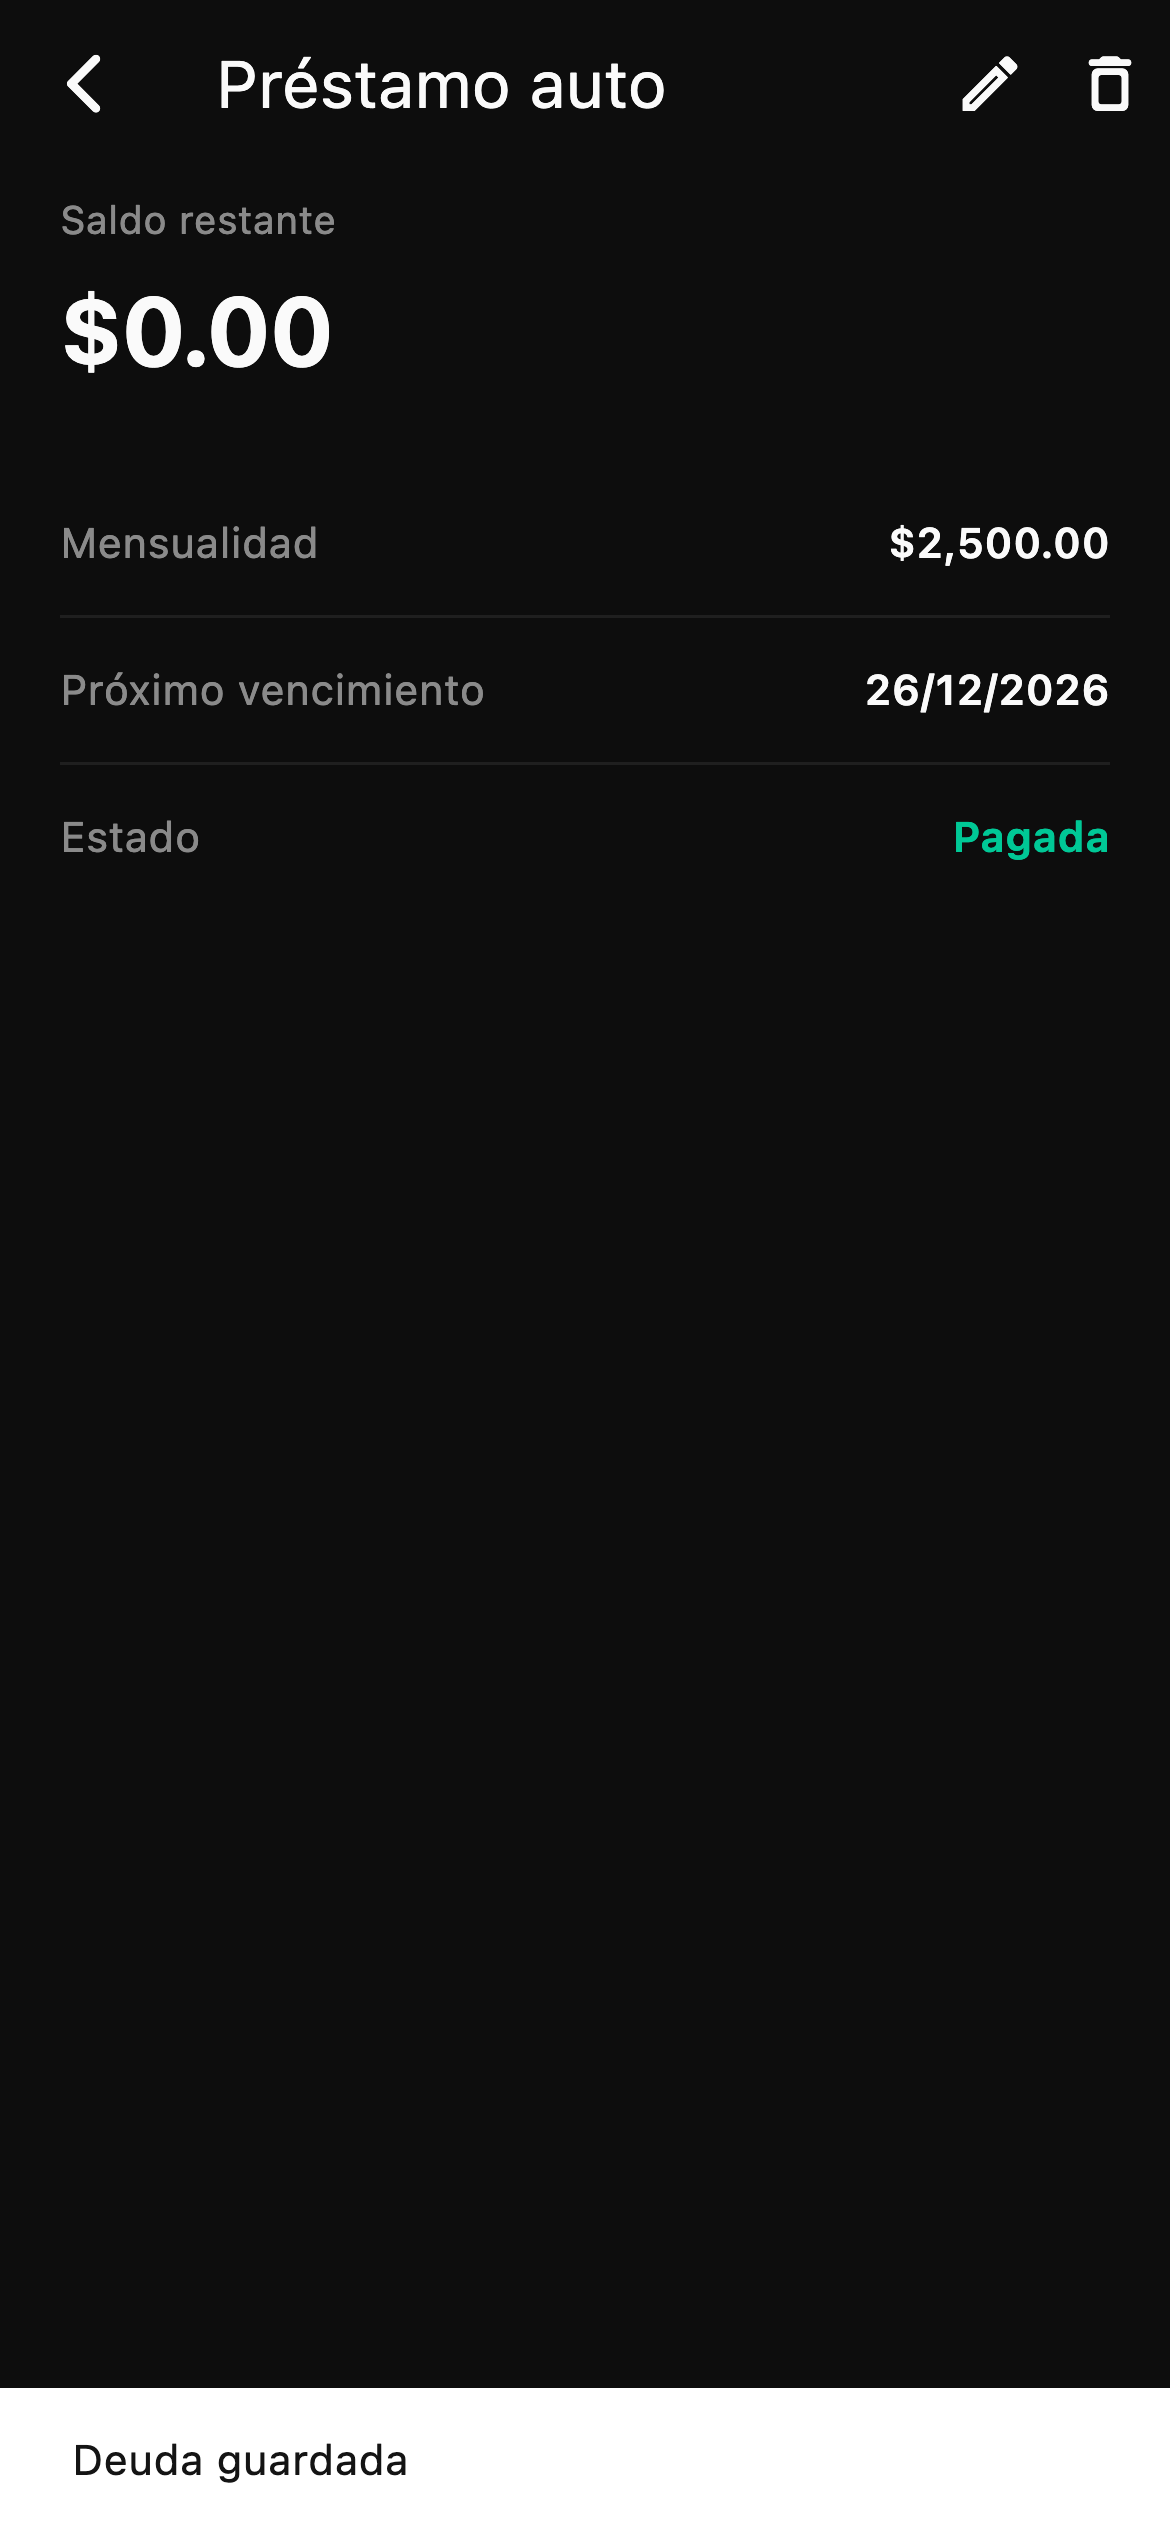 Préstamo auto
Saldo restante
$0.00
Mensualidad $2,500.00
Próximo vencimiento 26/12/2026
Estado Pagada
Deuda guardada